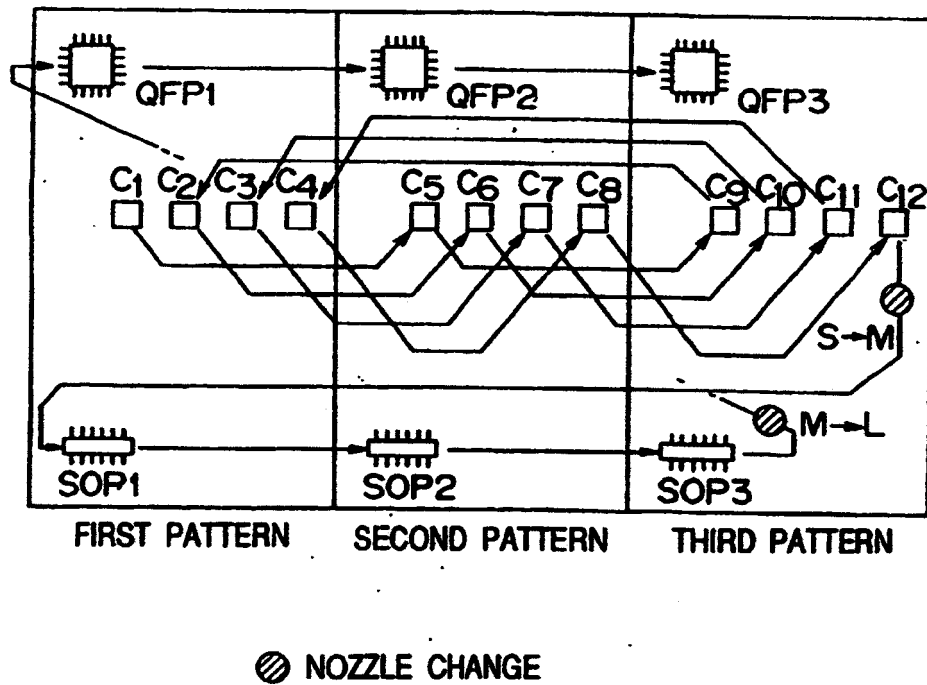 QFP1 QFP2 QFP3
C1 C2 C3 C4 C5 C6 C7 C8 C9 C10 C11 C12
S→M
M→L
SOP1 SOP2 SOP3
FIRST PATTERN SECOND PATTERN THIRD PATTERN
NOZZLE CHANGE